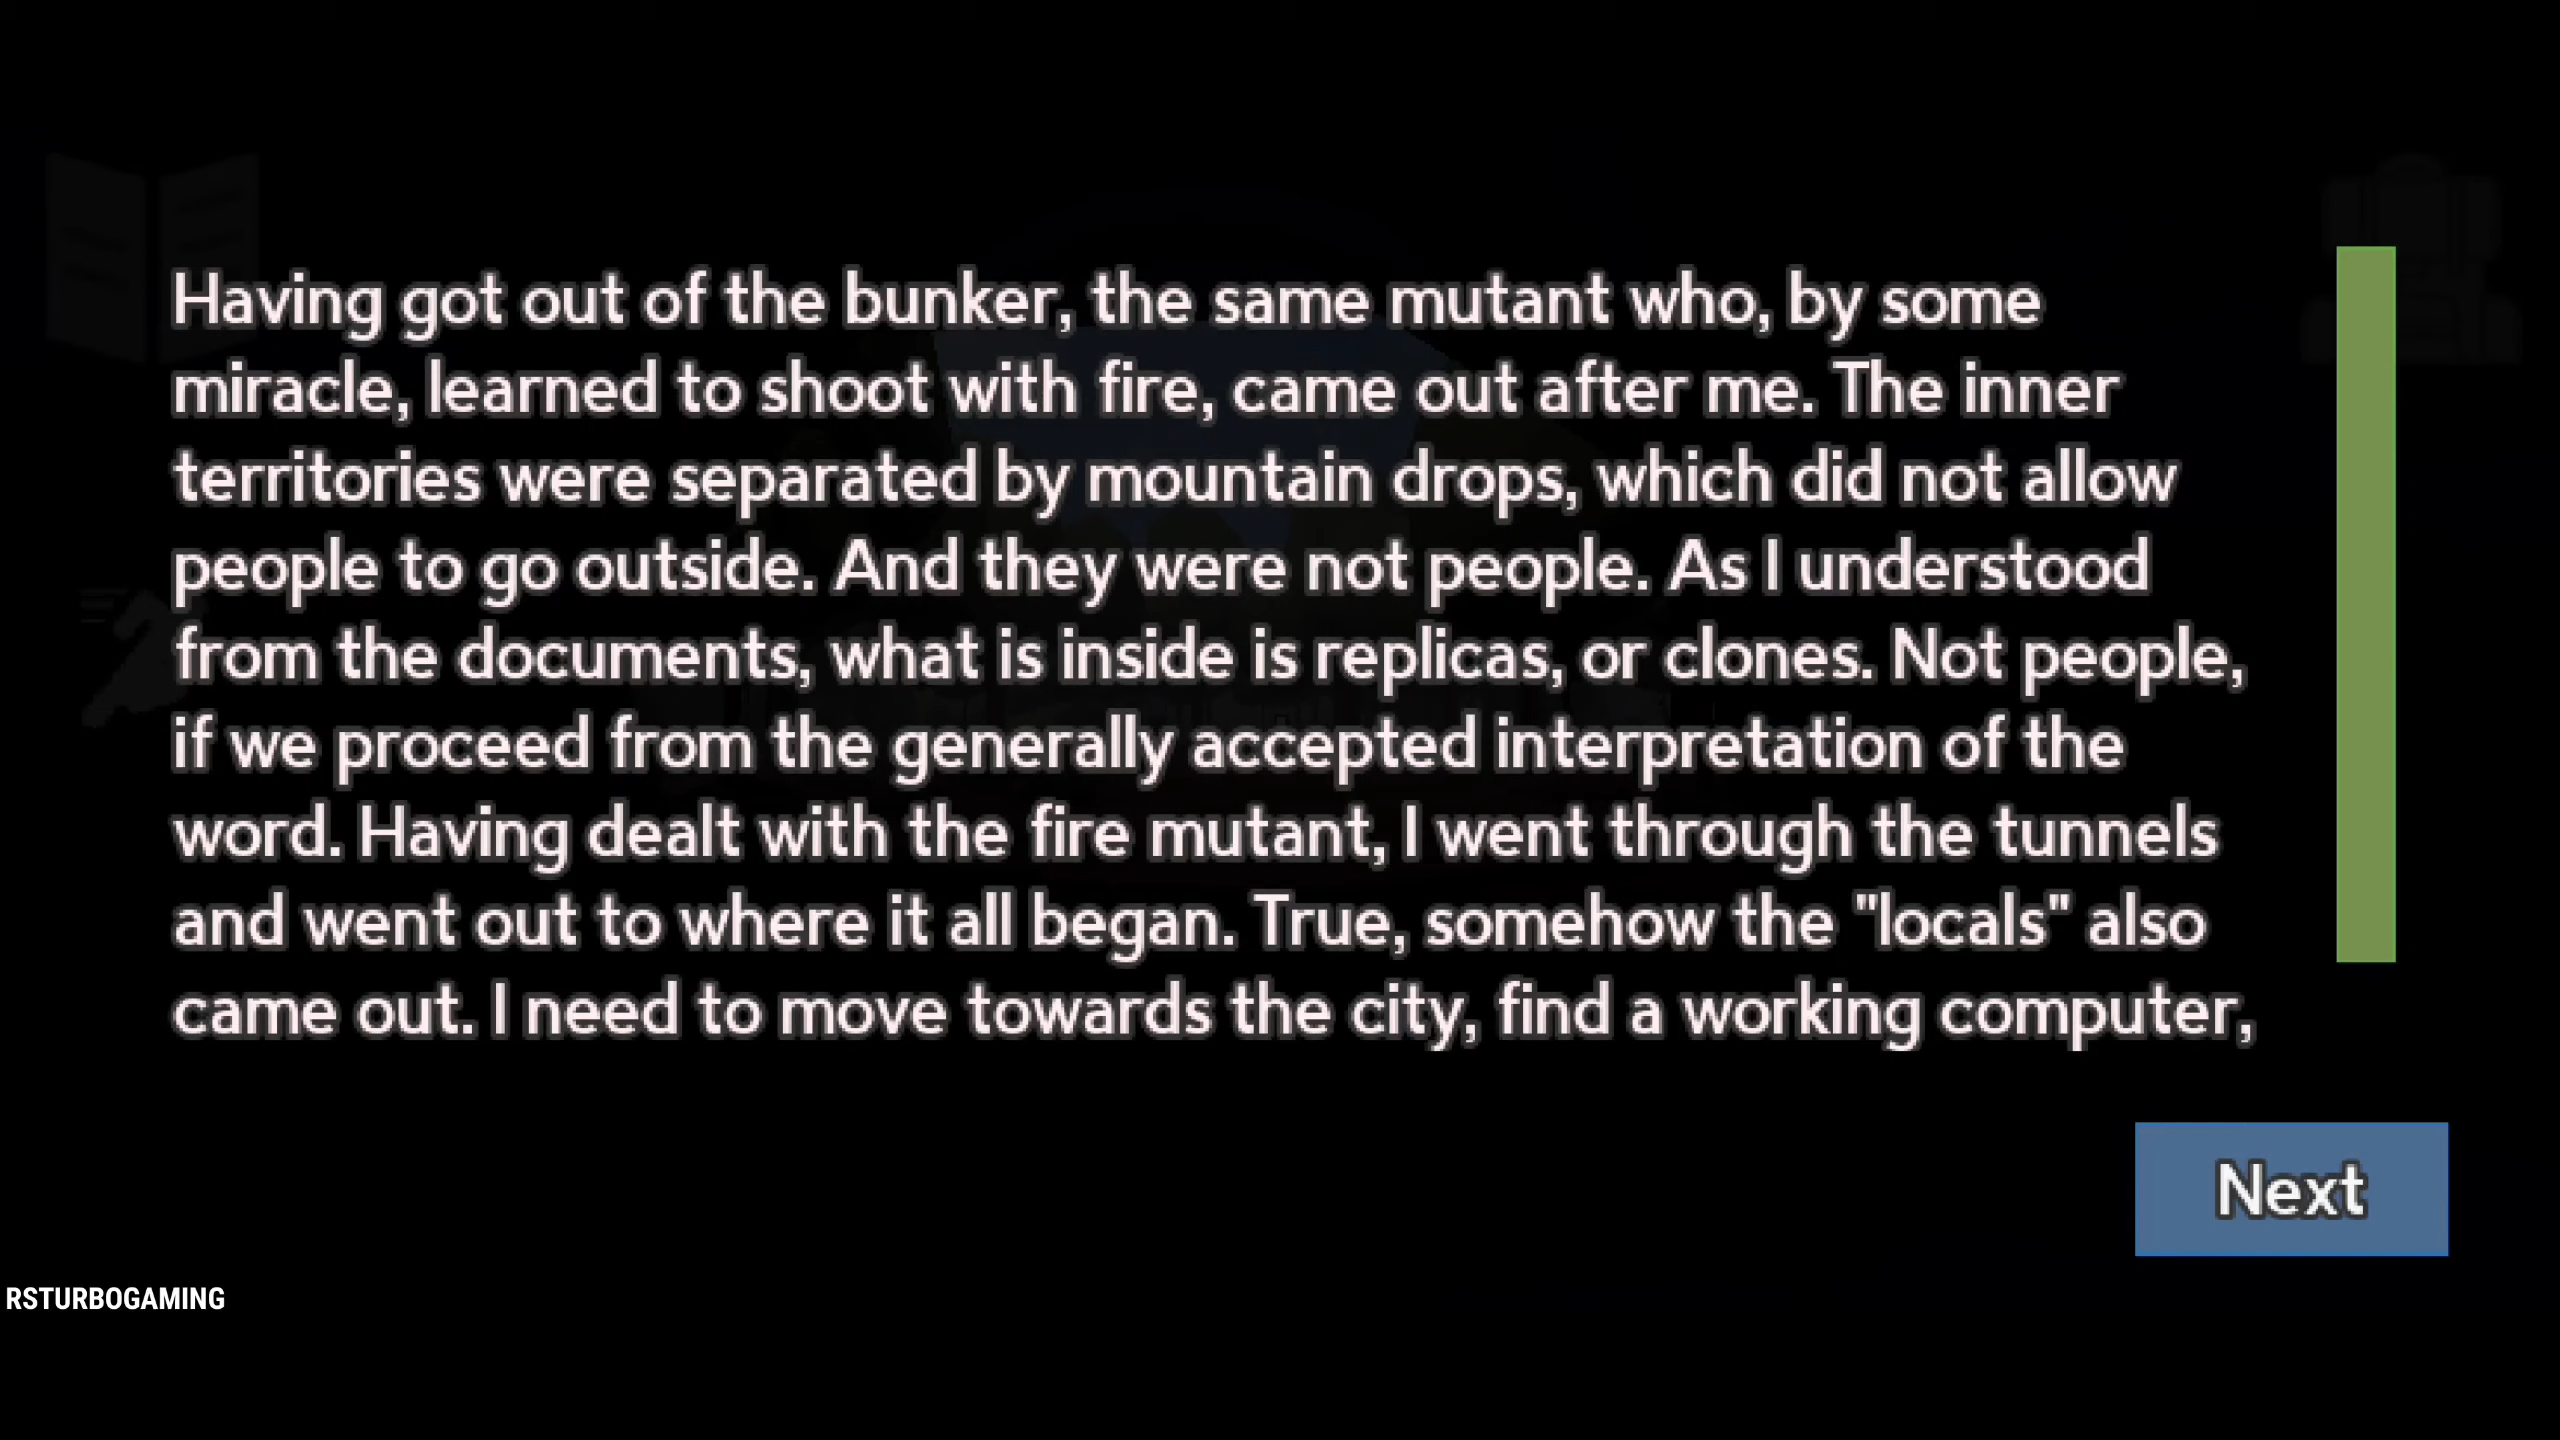 Having got out of the bunker, the same mutant who, by some
miracle, learned to shoot with fire, came out after me. The inner
territories were separated by mountain drops, which did not allow
people to go outside. And they were not people. As I understood
from the documents, what is inside is replicas, or clones. Not people,
if we proceed from the generally accepted interpretation of the
word. Having dealt with the fire mutant, I went through the tunnels
and went out to where it all began. True, somehow the "locals" also
came out. I need to move towards the city, find a working computer,
Next
RSTURBOGAMING